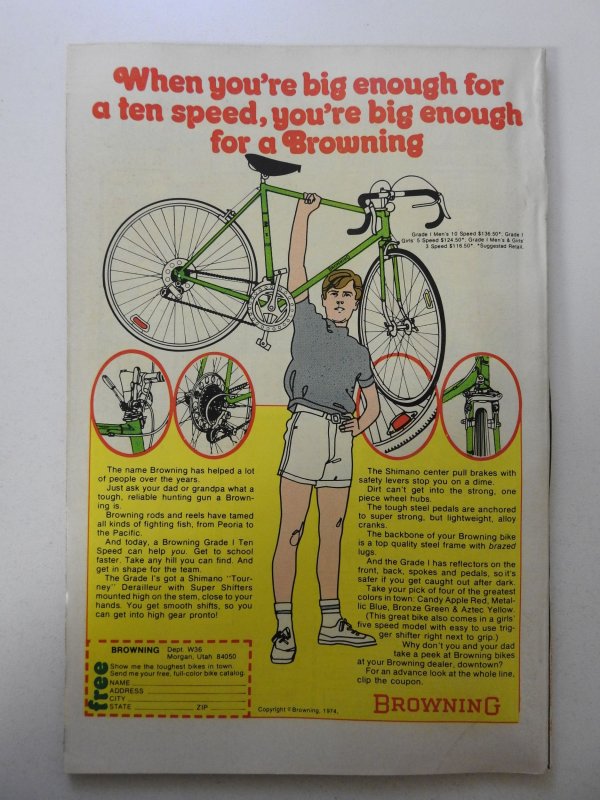 When you're big enough for
a ten speed, you're big enough
for a Browning
Grade I Men's 10 Speed $136.50*: Grade I
Girls' 5 Speed $124.50*: Grade I Men's & Girls
3 Speed $116.50* *Suggested Retail.
The name Browning has helped a lot
of people over the years.
Just ask your dad or grandpa what a
tough, reliable hunting gun a Brown-
ing is.
Browning rods and reels have tamed
all kinds of fighting fish, from Peoria to
the Pacific.
And today, a Browning Grade I Ten
Speed can help you. Get to school
faster. Take any hill you can find. And
get in shape for the team.
The Grade I's got a Shimano "Tour-
ney" Derailleur with Super Shifters
mounted high on the stem, close to your
hands. You get smooth shifts, so you
can get into high gear pronto!
The Shimano center pull brakes with
safety levers stop you on a dime.
Dirt can't get into the strong, one
piece wheel hubs.
The tough steel pedals are anchored
to super strong, but lightweight, alloy
cranks.
The backbone of your Browning bike
is a top quality steel frame with brazed
lugs.
And the Grade I has reflectors on the
front, back, spokes and pedals, so it's
safer if you get caught out after dark.
Take your pick of four of the greatest
colors in town: Candy Apple Red, Metal-
lic Blue, Bronze Green & Aztec Yellow.
(This great bike also comes in a girls'
five speed model with easy to use trig-
ger shifter right next to grip.)
Why don't you and your dad
take a peek at Browning bikes
at your Browning dealer, downtown?
For an advance look at the whole line,
clip the coupon.
free
BROWNING Dept. W36
Morgan, Utah 84050
Show me the toughest bikes in town.
Send me your free, full-color bike catalog.
NAME
ADDRESS
CITY
STATE ZIP
Copyright © Browning, 1974.
BROWNING